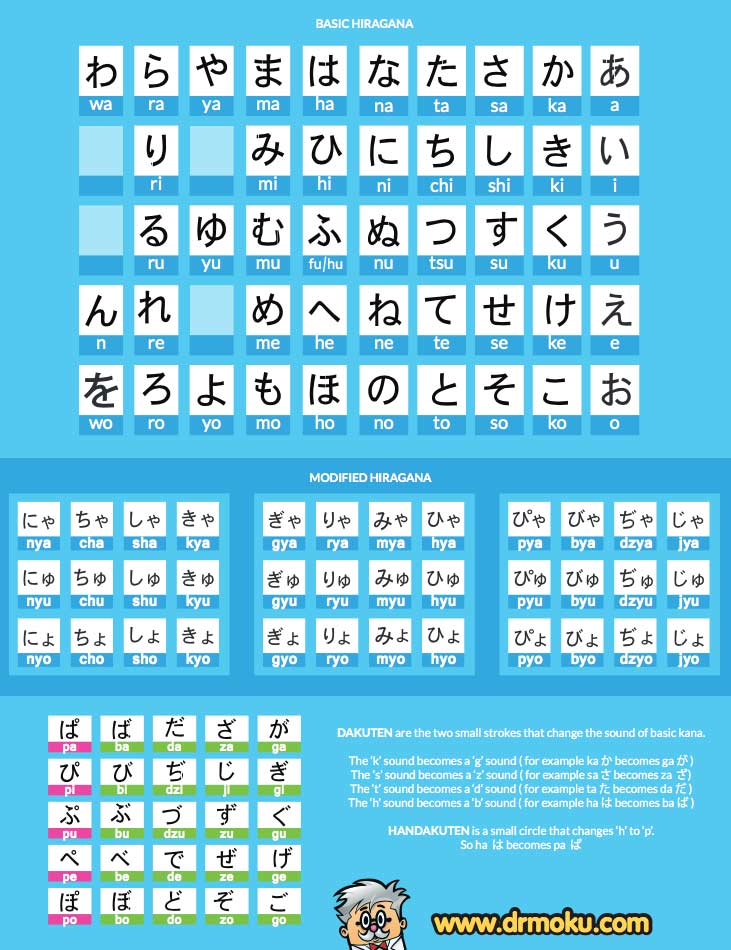 BASIC HIRAGANA
わ ら や ま は な た さ か あ
wa ra ya ma ha na ta sa ka a
り み ひ に ち し き い
ri mi hi ni chi shi ki i
る ゆ む ふ ぬ つ す く う
ru yu mu fu/hu nu tsu su ku u
ん れ め へ ね て せ け え
n re me he ne te se ke e
を ろ よ も ほ の と そ こ お
wo ro yo mo ho no to so ko o
MODIFIED HIRAGANA
にゃ ちゃ しゃ きゃ ぎゃ りゃ みゃ ひゃ ぴゃ びゃ ぢゃ じゃ
nya cha sha kya gya rya mya hya pya bya dzya jya
にゅ ちゅ しゅ きゅ ぎゅ りゅ みゅ ひゅ ぴゅ びゅ ぢゅ じゅ
nyu chu shu kyu gyu ryu myu hyu pyu byu dzyu jyu
にょ ちょ しょ きょ ぎょ りょ みょ ひょ ぴょ びょ ぢょ じょ
nyo cho sho kyo gyo ryo myo hyo pyo byo dzyo jyo
ぱ ば だ ざ が
pa ba da za ga
ぴ び ぢ じ ぎ
pi bi dzi ji gi
ぷ ぶ づ ず ぐ
pu bu dzu zu gu
ぺ べ で ぜ げ
pe be de ze ge
ぽ ぼ ど ぞ ご
po bo do zo go
DAKUTEN are the two small strokes that change the sound of basic kana.
The 'k' sound becomes a 'g' sound ( for example ka か becomes ga が )
The 's' sound becomes a 'z' sound ( for example sa さ becomes za ざ)
The 't' sound becomes a 'd' sound ( for example ta た becomes da だ )
The 'h' sound becomes a 'b' sound ( for example ha は becomes ba ば )
HANDAKUTEN is a small circle that changes 'h' to 'p'.
So ha は becomes pa ぱ
www.drmoku.com